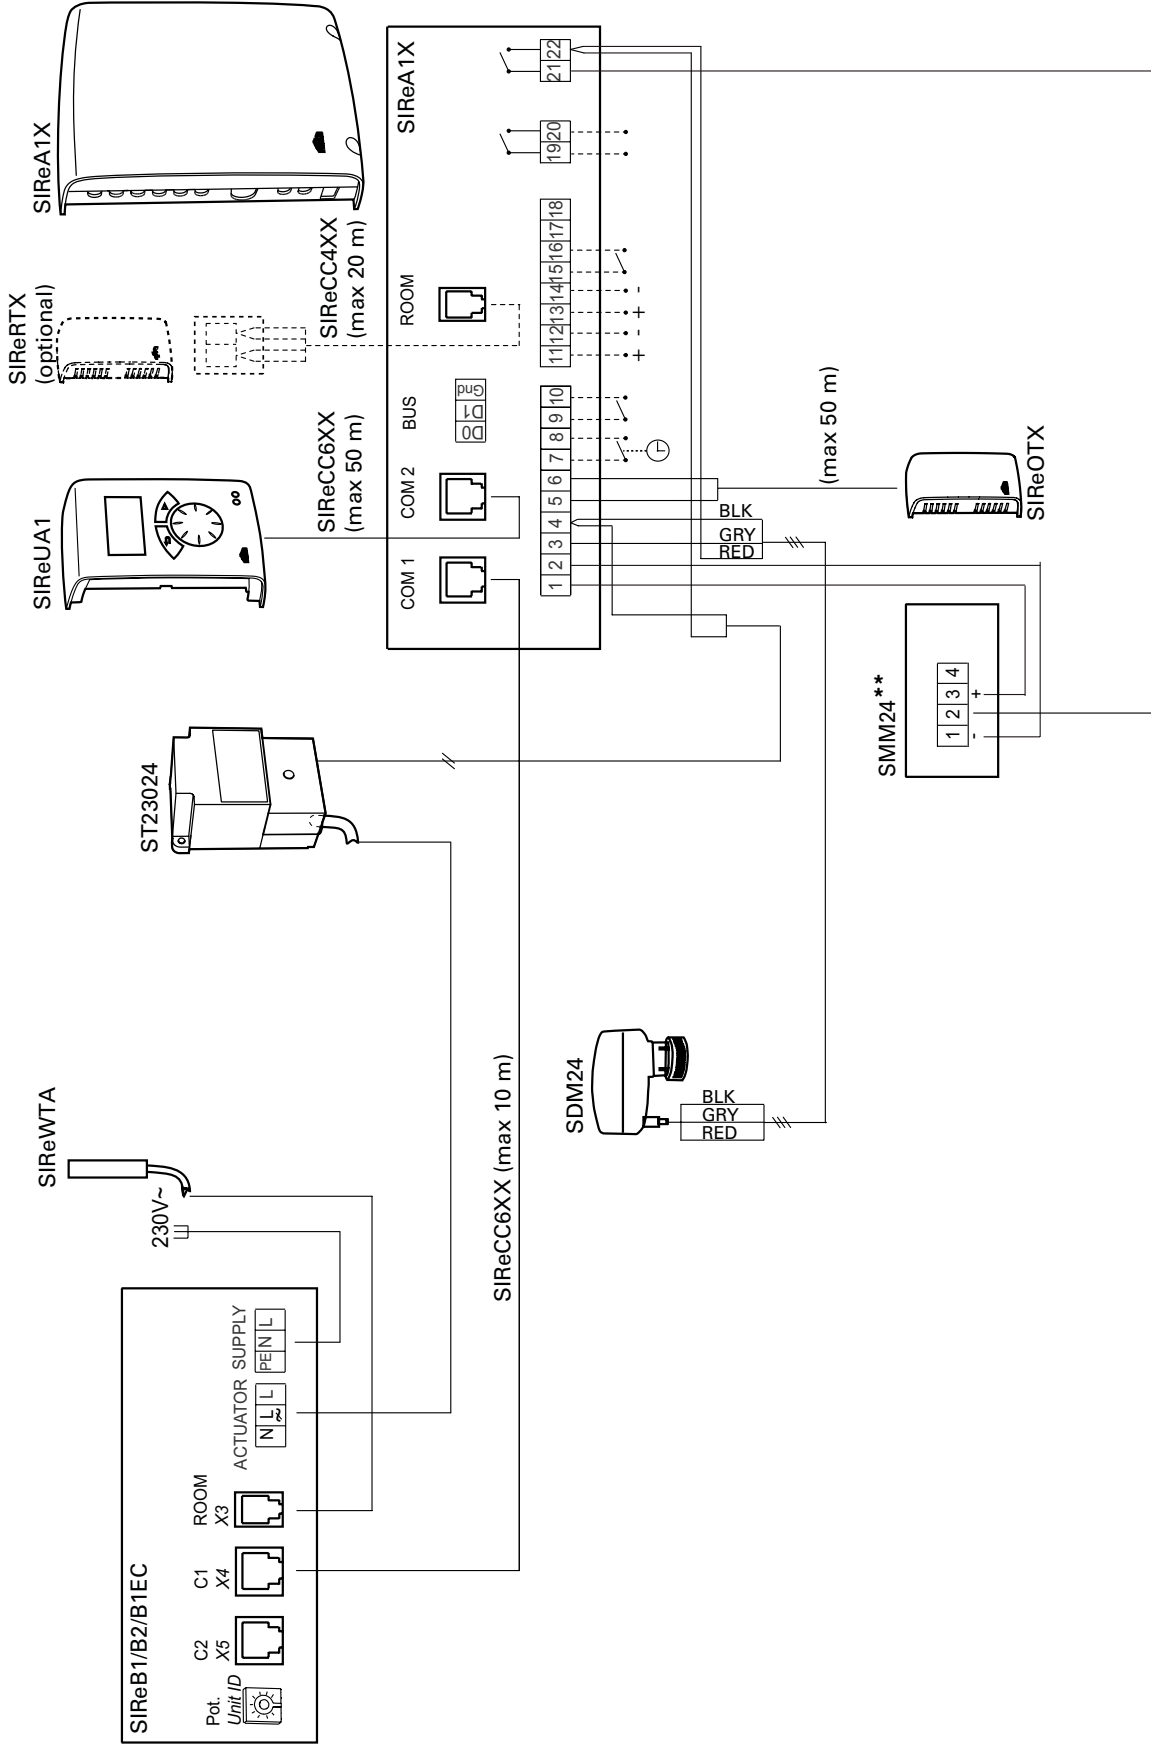 SIReB1/B2/B1EC
Pot.
Unit ID
C2
X5
C1
X4
ROOM
X3
ACTUATOR
N L L
SUPPLY
PE N L
230V~
SIReWTA
ST23024
SIReUA1
SIReRTX
(optional)
SIReA1X
SIReCC6XX
(max 50 m)
SIReCC4XX
(max 20 m)
SIReCC6XX (max 10 m)
SIReA1X
COM 1
COM 2
BUS
D0 D1 Gnd
ROOM
1 2 3 4 5 6 7 8 9 10
11 12 13 14 15 16 17 18
19 20
21 22
+ - + -
BLK
GRY
RED
SDM24
BLK
GRY
RED
SMM24**
1 2 3 4
- +
(max 50 m)
SIReOTX